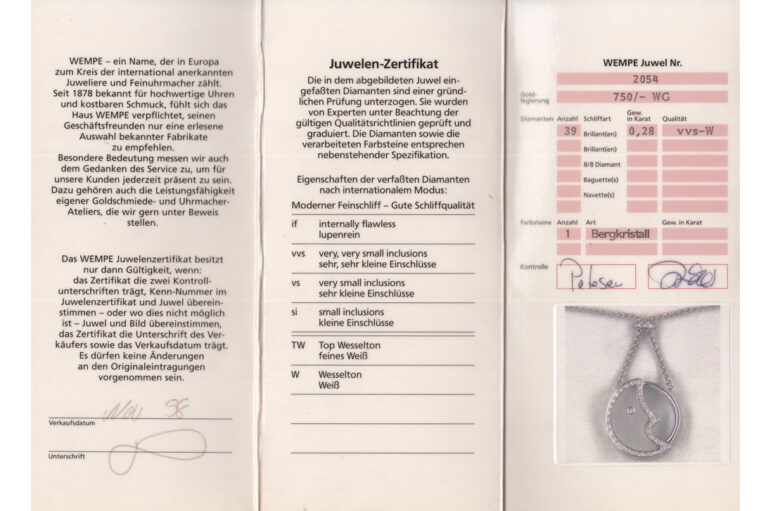 WEMPE – ein Name, der in Europa
zum Kreis der international anerkannten
Juweliere und Feinuhrmacher zählt.
Seit 1878 bekannt für hochwertige Uhren
und kostbaren Schmuck, fühlt sich das
Haus WEMPE verpflichtet, seinen
Geschäftsfreunden nur eine erlesene
Auswahl bekannter Fabrikate
zu empfehlen.
Besondere Bedeutung messen wir auch
dem Gedanken des Service zu, um für
unsere Kunden jederzeit präsent zu sein.
Dazu gehören auch die Leistungsfähigkeit
eigener Goldschmiede- und Uhrmacher-
Ateliers, die wir gern unter Beweis
stellen.
Das WEMPE Juwelenzertifikat besitzt
nur dann Gültigkeit, wenn:
das Zertifikat die zwei Kontroll-
unterschriften trägt, Kenn-Nummer im
Juwelenzertifikat und Juwel überein-
stimmen – oder wo dies nicht möglich
ist – Juwel und Bild übereinstimmen,
das Zertifikat die Unterschrift des Ver-
käufers sowie das Verkaufsdatum trägt.
Es dürfen keine Änderungen
an den Originaleintragungen
vorgenommen sein.
Nov 98
Verkaufsdatum
Unterschrift
Juwelen-Zertifikat
Die in dem abgebildeten Juwel ein-
gefaßten Diamanten sind einer gründ-
lichen Prüfung unterzogen. Sie wurden
von Experten unter Beachtung der
gültigen Qualitätsrichtlinien geprüft und
graduiert. Die Diamanten sowie die
verarbeiteten Farbsteine entsprechen
nebenstehender Spezifikation.
Eigenschaften der verfaßten Diamanten
nach internationalem Modus:
Moderner Feinschliff – Gute Schliffqualität
if internally flawless
lupenrein
vvs very, very small inclusions
sehr, sehr kleine Einschlüsse
vs very small inclusions
sehr kleine Einschlüsse
si small inclusions
kleine Einschlüsse
TW Top Wesselton
feines Weiß
W Wesselton
Weiß
WEMPE Juwel Nr.
2054
Gold-
legierung 750/- WG
Diamanten Anzahl Schliffart Gew. in Karat Qualität
39 Brillant(en) 0,28 vvs-W
Brillant(en)
8/8 Diamant
Baguette(s)
Navette(s)
Farbsteine Anzahl Art Gew. in Karat
1 Bergkristall
Kontrolle Petersen